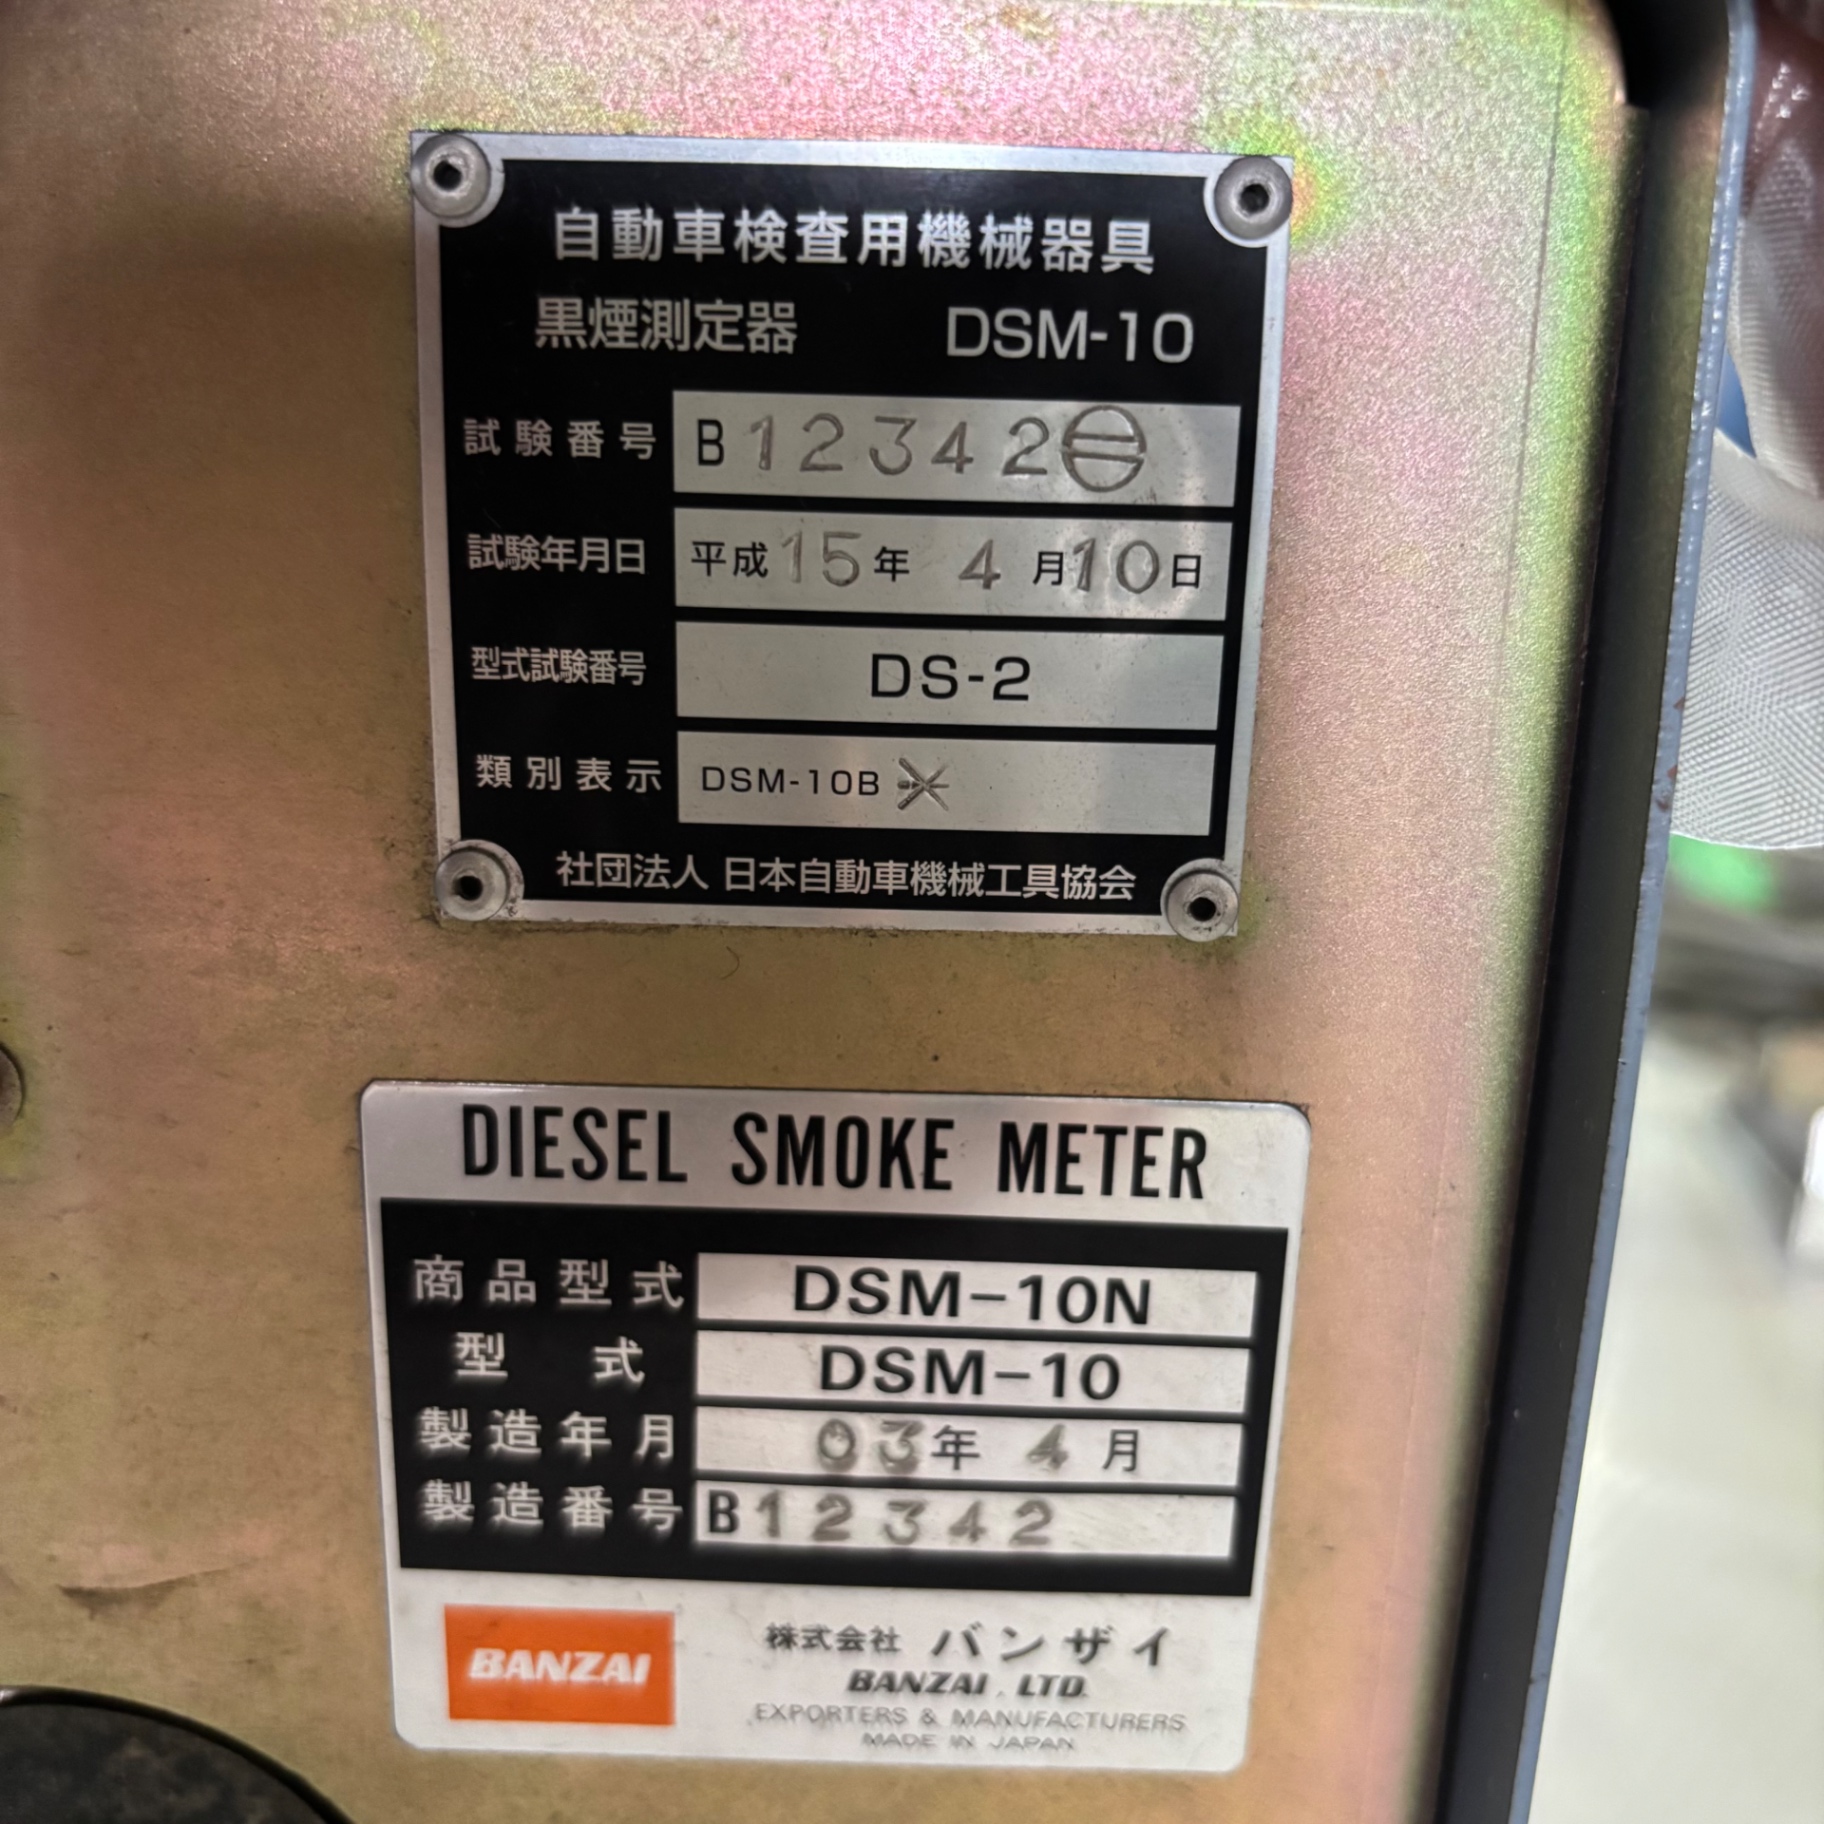 自動車検査用機械器具
黒煙測定器 DSM-10
試験番号 B12342
試験年月日 平成15年 4月10日
型式試験番号 DS-2
類別表示 DSM-10B
社団法人 日本自動車機械工具協会
DIESEL SMOKE METER
商品型式 DSM-10N
型式 DSM-10
製造年月 03年 4月
製造番号 B12342
BANZAI
株式会社 バンザイ
BANZAI, LTD.
EXPORTERS & MANUFACTURERS
MADE IN JAPAN